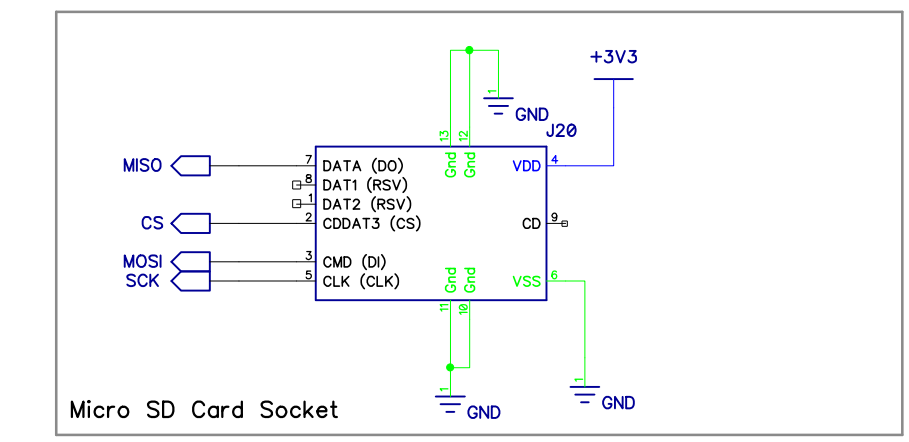 +3V3
1
GND
J20
13 12
MISO 7 DATA (DO) Gnd Gnd VDD 4
8 DAT1 (RSV)
1 DAT2 (RSV)
CS 2 CDDAT3 (CS) CD 9
MOSI 3 CMD (DI)
SCK 5 CLK (CLK) Gnd Gnd VSS 6
11 10
1 GND
1 GND
Micro SD Card Socket